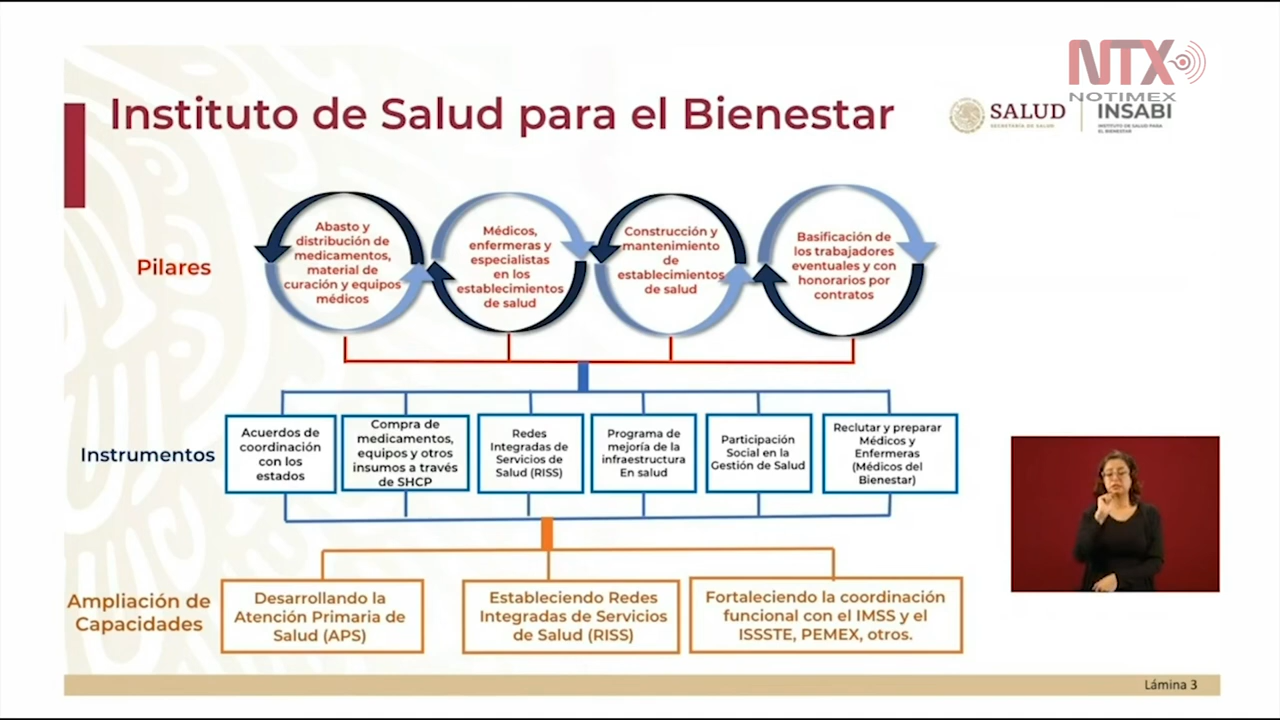 NTX
NOTIMEX
Instituto de Salud para el Bienestar
SALUD
SECRETARÍA DE SALUD
INSABI
INSTITUTO DE SALUD PARA
EL BIENESTAR
Pilares
Abasto y
distribución de
medicamentos,
material de
curación y equipos
médicos
Médicos,
enfermeras y
especialistas
en los
establecimientos
de salud
Construcción y
mantenimiento
de
establecimientos
de salud
Basificación de
los trabajadores
eventuales y con
honorarios por
contratos
Instrumentos
Acuerdos de
coordinación
con los
estados
Compra de
medicamentos,
equipos y otros
insumos a través
de SHCP
Redes
Integradas de
Servicios de
Salud (RISS)
Programa de
mejoría de la
infraestructura
En salud
Participación
Social en la
Gestión de Salud
Reclutar y preparar
Médicos y
Enfermeras
(Médicos del
Bienestar)
Ampliación de
Capacidades
Desarrollando la
Atención Primaria de
Salud (APS)
Estableciendo Redes
Integradas de Servicios
de Salud (RISS)
Fortaleciendo la coordinación
funcional con el IMSS y el
ISSSTE, PEMEX, otros.
Lámina 3